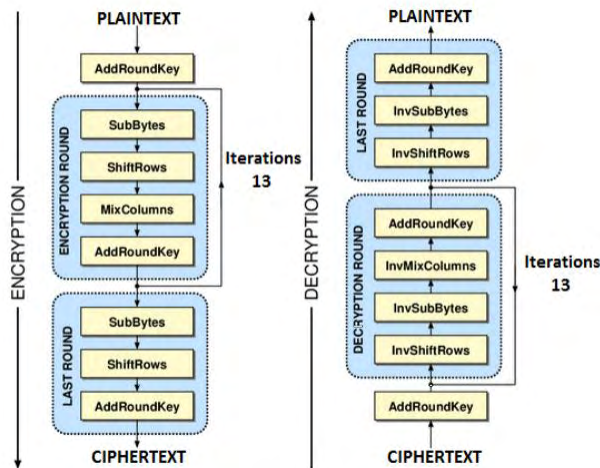 PLAINTEXT
ENCRYPTION
AddRoundKey
ENCRYPTION ROUND
SubBytes
ShiftRows
MixColumns
AddRoundKey
Iterations
13
LAST ROUND
SubBytes
ShiftRows
AddRoundKey
CIPHERTEXT
PLAINTEXT
DECRYPTION
LAST ROUND
AddRoundKey
InvSubBytes
InvShiftRows
DECRYPTION ROUND
AddRoundKey
InvMixColumns
InvSubBytes
InvShiftRows
Iterations
13
AddRoundKey
CIPHERTEXT